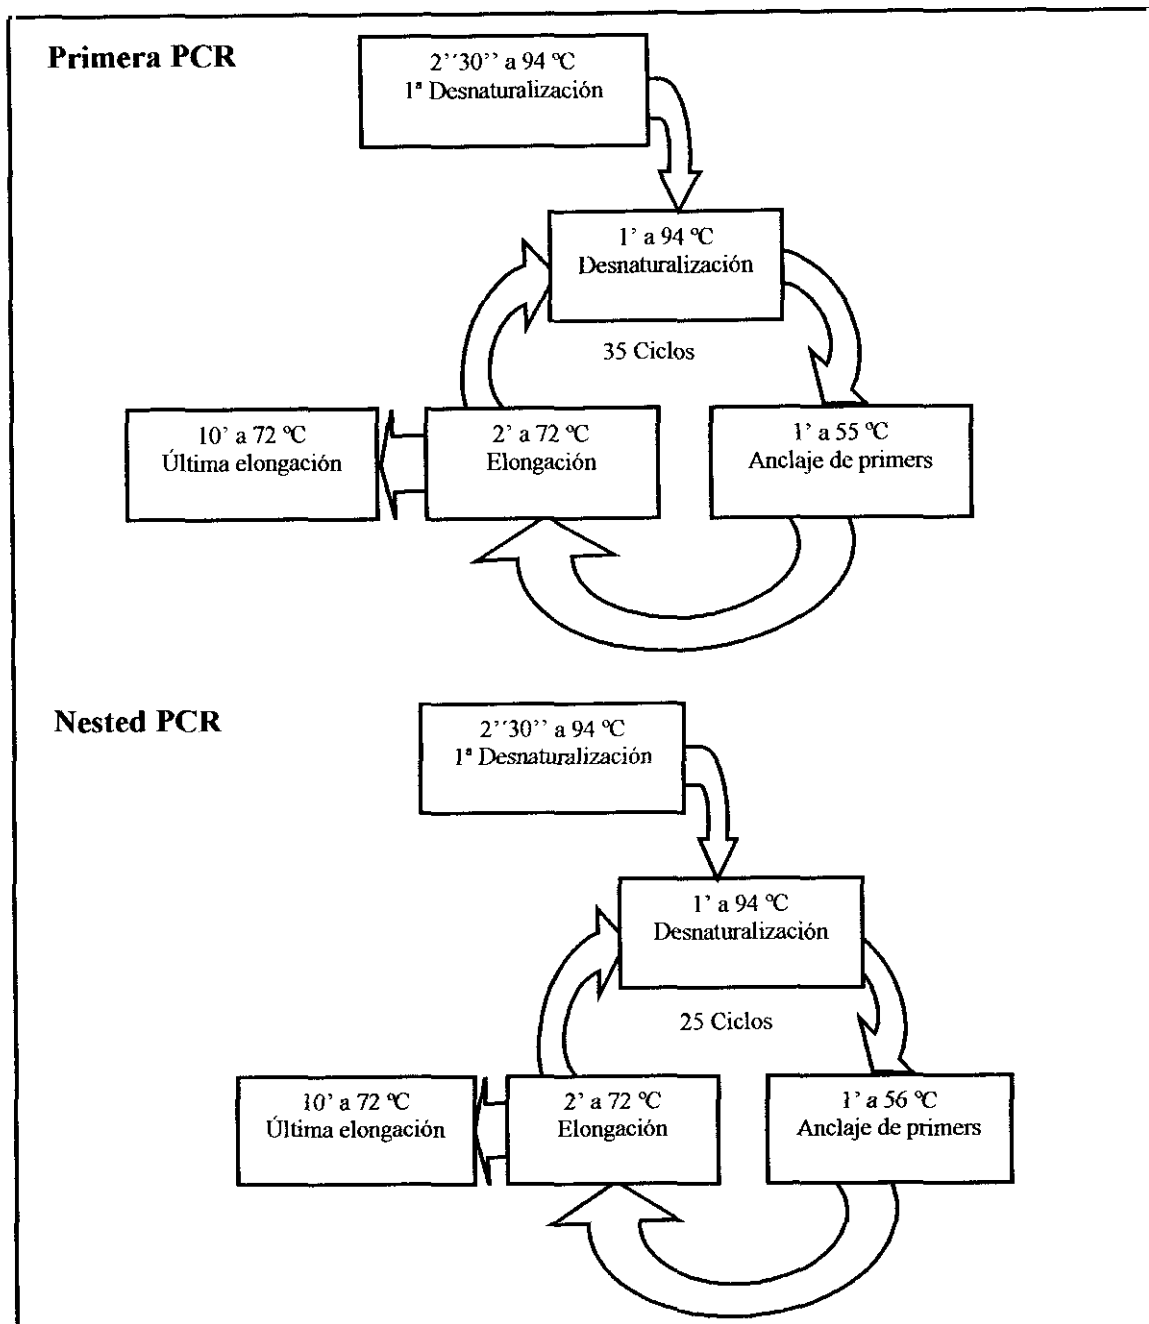 Primera PCR
2’’30’’ a 94 ºC
1ª Desnaturalización
1’ a 94 ºC
Desnaturalización
35 Ciclos
10’ a 72 ºC
Última elongación
2’ a 72 ºC
Elongación
1’ a 55 ºC
Anclaje de primers
Nested PCR
2’’30’’ a 94 ºC
1ª Desnaturalización
1’ a 94 ºC
Desnaturalización
25 Ciclos
10’ a 72 ºC
Última elongación
2’ a 72 ºC
Elongación
1’ a 56 ºC
Anclaje de primers